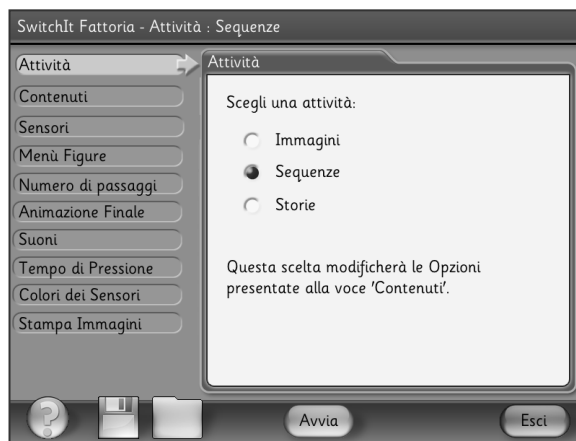 SwitchIt Fattoria - Attività : Sequenze
Attività
Contenuti
Sensori
Menù Figure
Numero di passaggi
Animazione Finale
Suoni
Tempo di Pressione
Colori dei Sensori
Stampa Immagini
Attività
Scegli una attività:
Immagini
Sequenze
Storie
Questa scelta modificherà le Opzioni
presentate alla voce 'Contenuti'.
?
Avvia
Esci